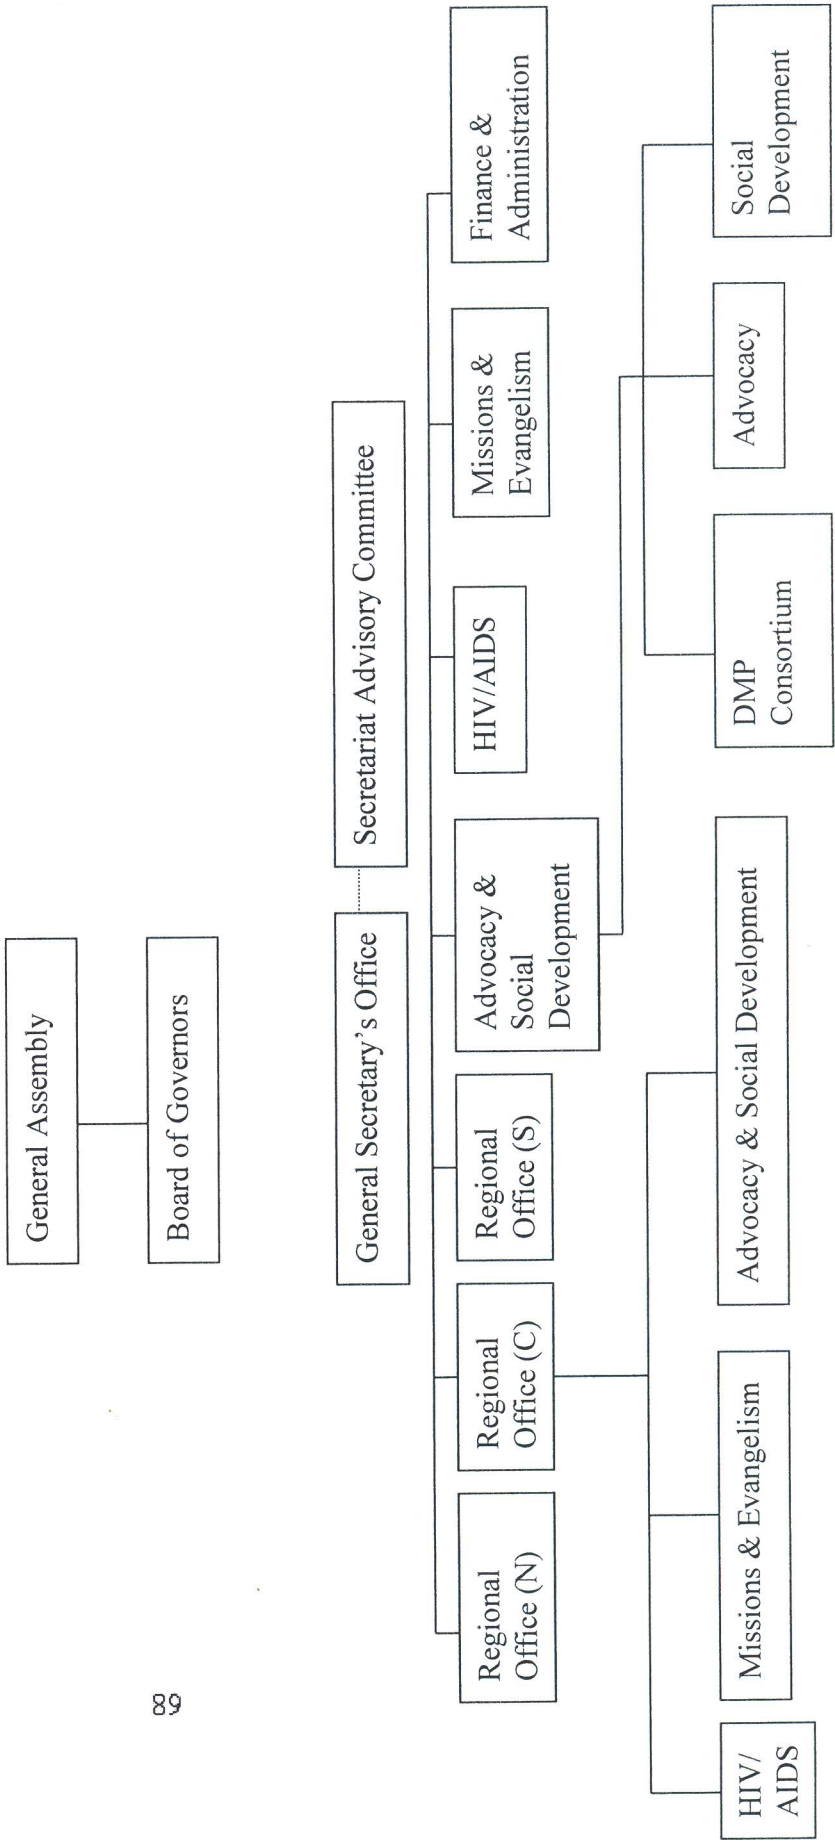 General Assembly
Board of Governors
General Secretary's Office
Secretariat Advisory Committee
Regional
Office (N)
Regional
Office (C)
Regional
Office (S)
Advocacy &
Social
Development
HIV/AIDS
Missions &
Evangelism
Finance &
Administration
HIV/
AIDS
Missions & Evangelism
Advocacy & Social Development
DMP
Consortium
Advocacy
Social
Development
89